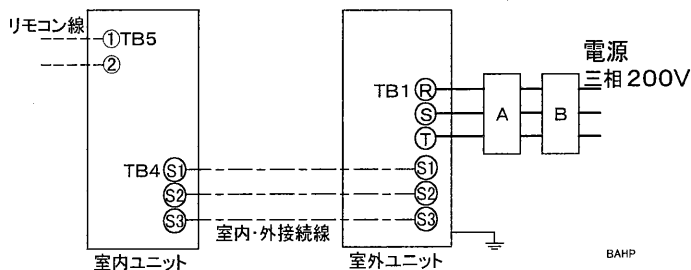 リモコン線
①TB5
②
TB4 S1
S2
S3
室内ユニット
室内・外接続線
TB1 R
S
T
S1
S2
S3
室外ユニット
A
B
電源
三相200V
BAHP